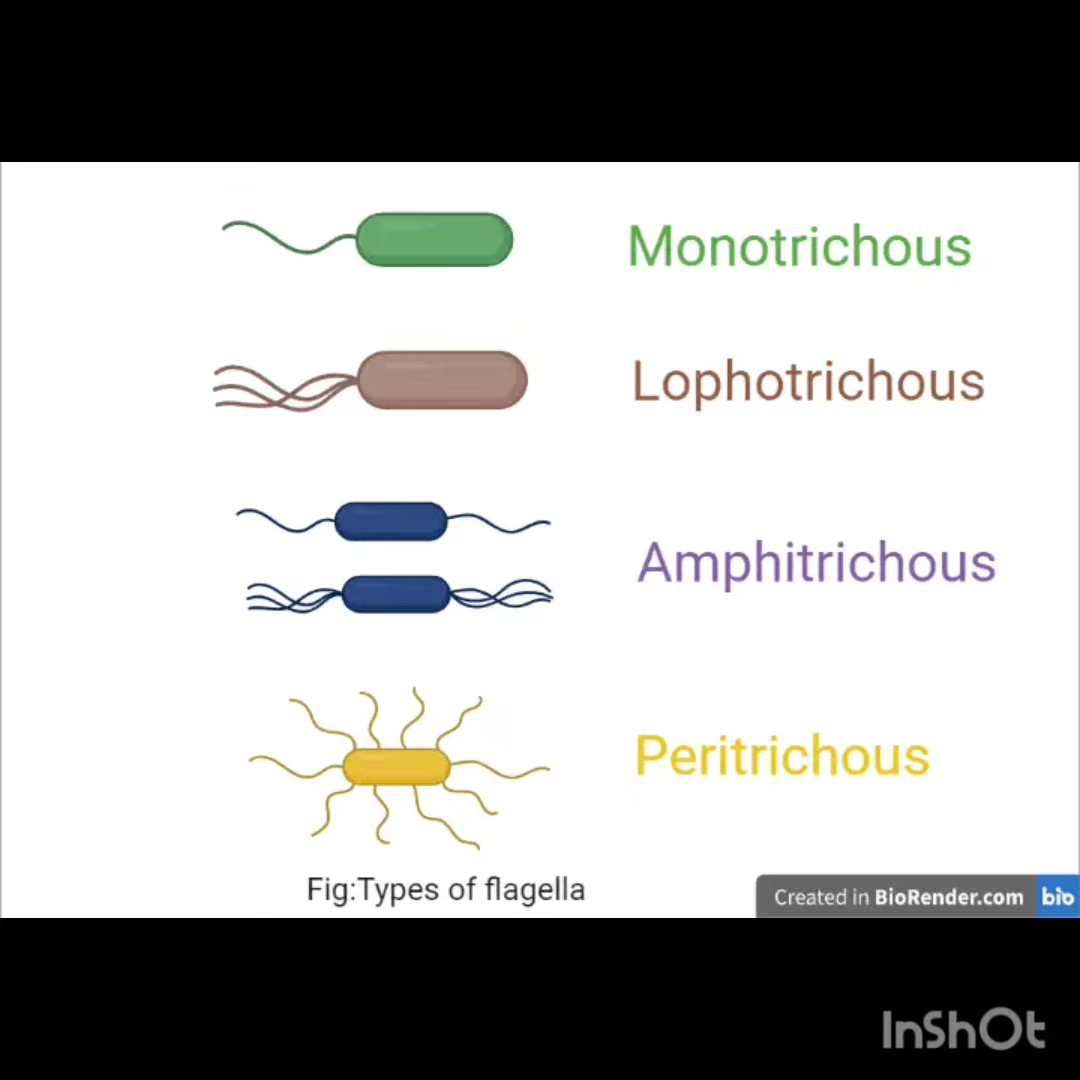 Monotrichous
Lophotrichous
Amphitrichous
Peritrichous
Fig:Types of flagella
Created in BioRender.com bio
InShOt